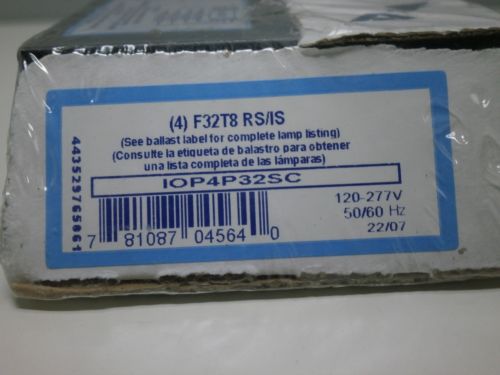 (4) F32T8 RS/IS
(See ballast label for complete lamp listing)
(Consulte la etiqueta de balastro para obtener
una lista completa de las lámparas)
IOP4P32SC
120-277V
50/60 Hz
22/07
7 81087 04564 0